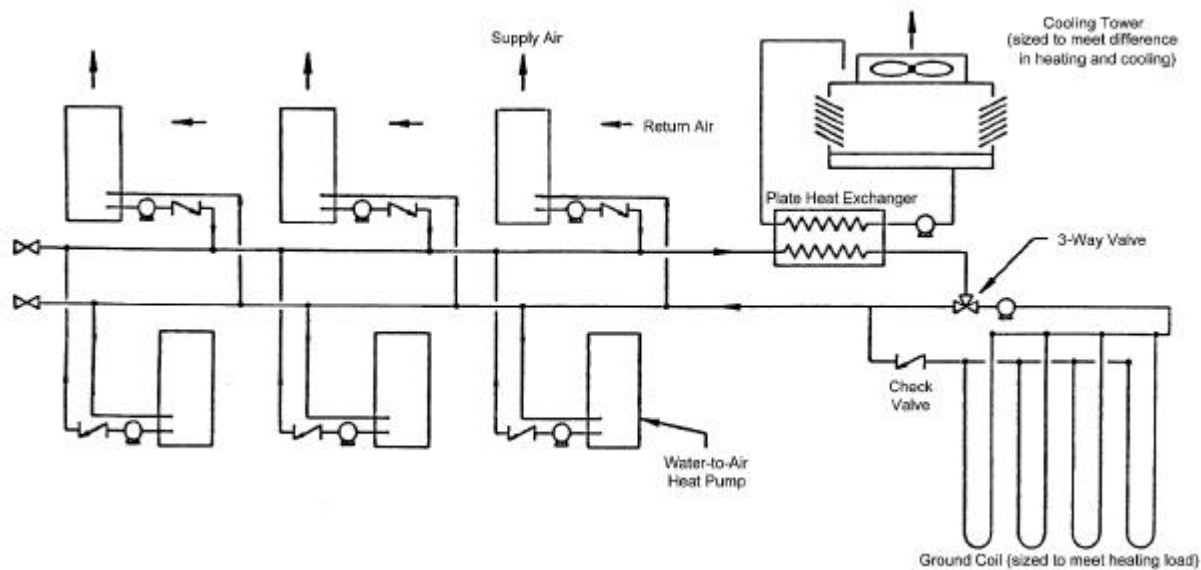 Supply Air
Cooling Tower
(sized to meet difference
in heating and cooling)
Return Air
Plate Heat Exchanger
3-Way Valve
Check
Valve
Water-to-Air
Heat Pump
Ground Coil (sized to meet heating load)